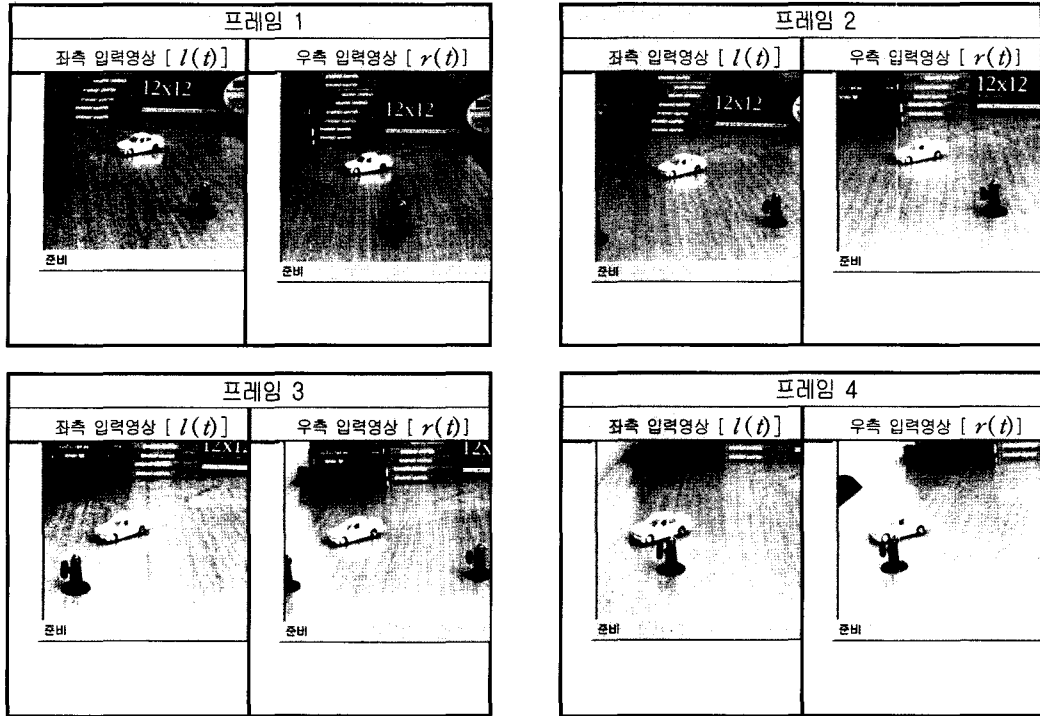 프레임 1
좌측 입력영상 [ l(t) ]
우측 입력영상 [ r(t)]
12x12
12x12
준비
준비
프레임 2
좌측 입력영상 [ l(t) ]
우측 입력영상 [ r(t)]
12x12
12x12
준비
준비
프레임 3
좌측 입력영상 [ l(t) ]
우측 입력영상 [ r(t)]
12x1
12x
준비
준비
프레임 4
좌측 입력영상 [ l(t) ]
우측 입력영상 [ r(t)]
준비
준비